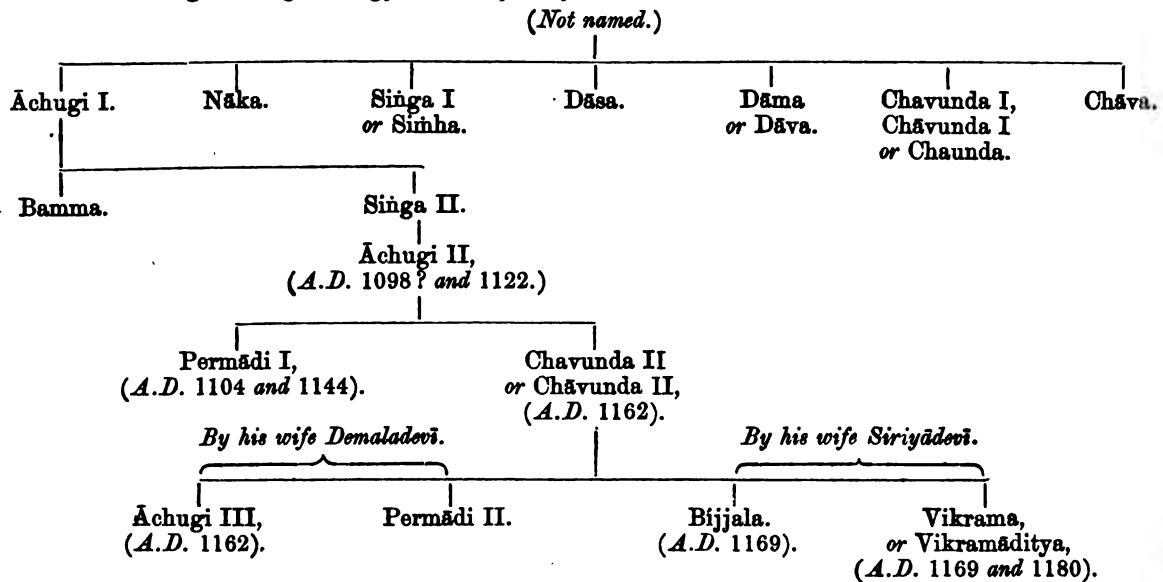 (Not named.)
Āchugi I.
Nāka.
Siṅga I
or Siṁha.
Dāsa.
Dāma
or Dāva.
Chavunda I,
Chāvunda I
or Chaunda.
Chāva.
Bamma.
Siṅga II.
Āchugi II,
(A.D. 1098 ? and 1122.)
Permādi I,
(A.D. 1104 and 1144).
Chavunda II
or Chāvunda II,
(A.D. 1162).
By his wife Demaladevī.
By his wife Siriyādevī.
Āchugi III,
(A.D. 1162).
Permādi II.
Bijjala.
(A.D. 1169).
Vikrama,
or Vikramāditya,
(A.D. 1169 and 1180).